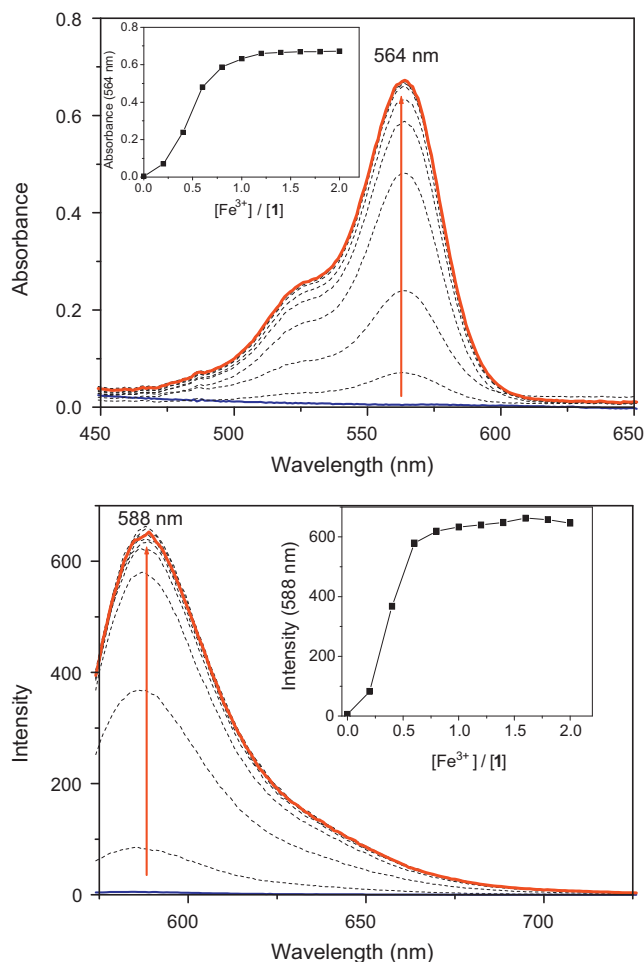 0.8
0.6
0.4
0.2
0.0
Absorbance
450 500 550 600 650
Wavelength (nm)
564 nm
0.8
0.6
0.4
0.2
0.0
Absorbance (564 nm)
0.0 0.5 1.0 1.5 2.0
[Fe³⁺] / [1]
600
400
200
0
Intensity
600 650 700
Wavelength (nm)
588 nm
600
400
200
0
Intensity (588 nm)
0.0 0.5 1.0 1.5 2.0
[Fe³⁺] / [1]